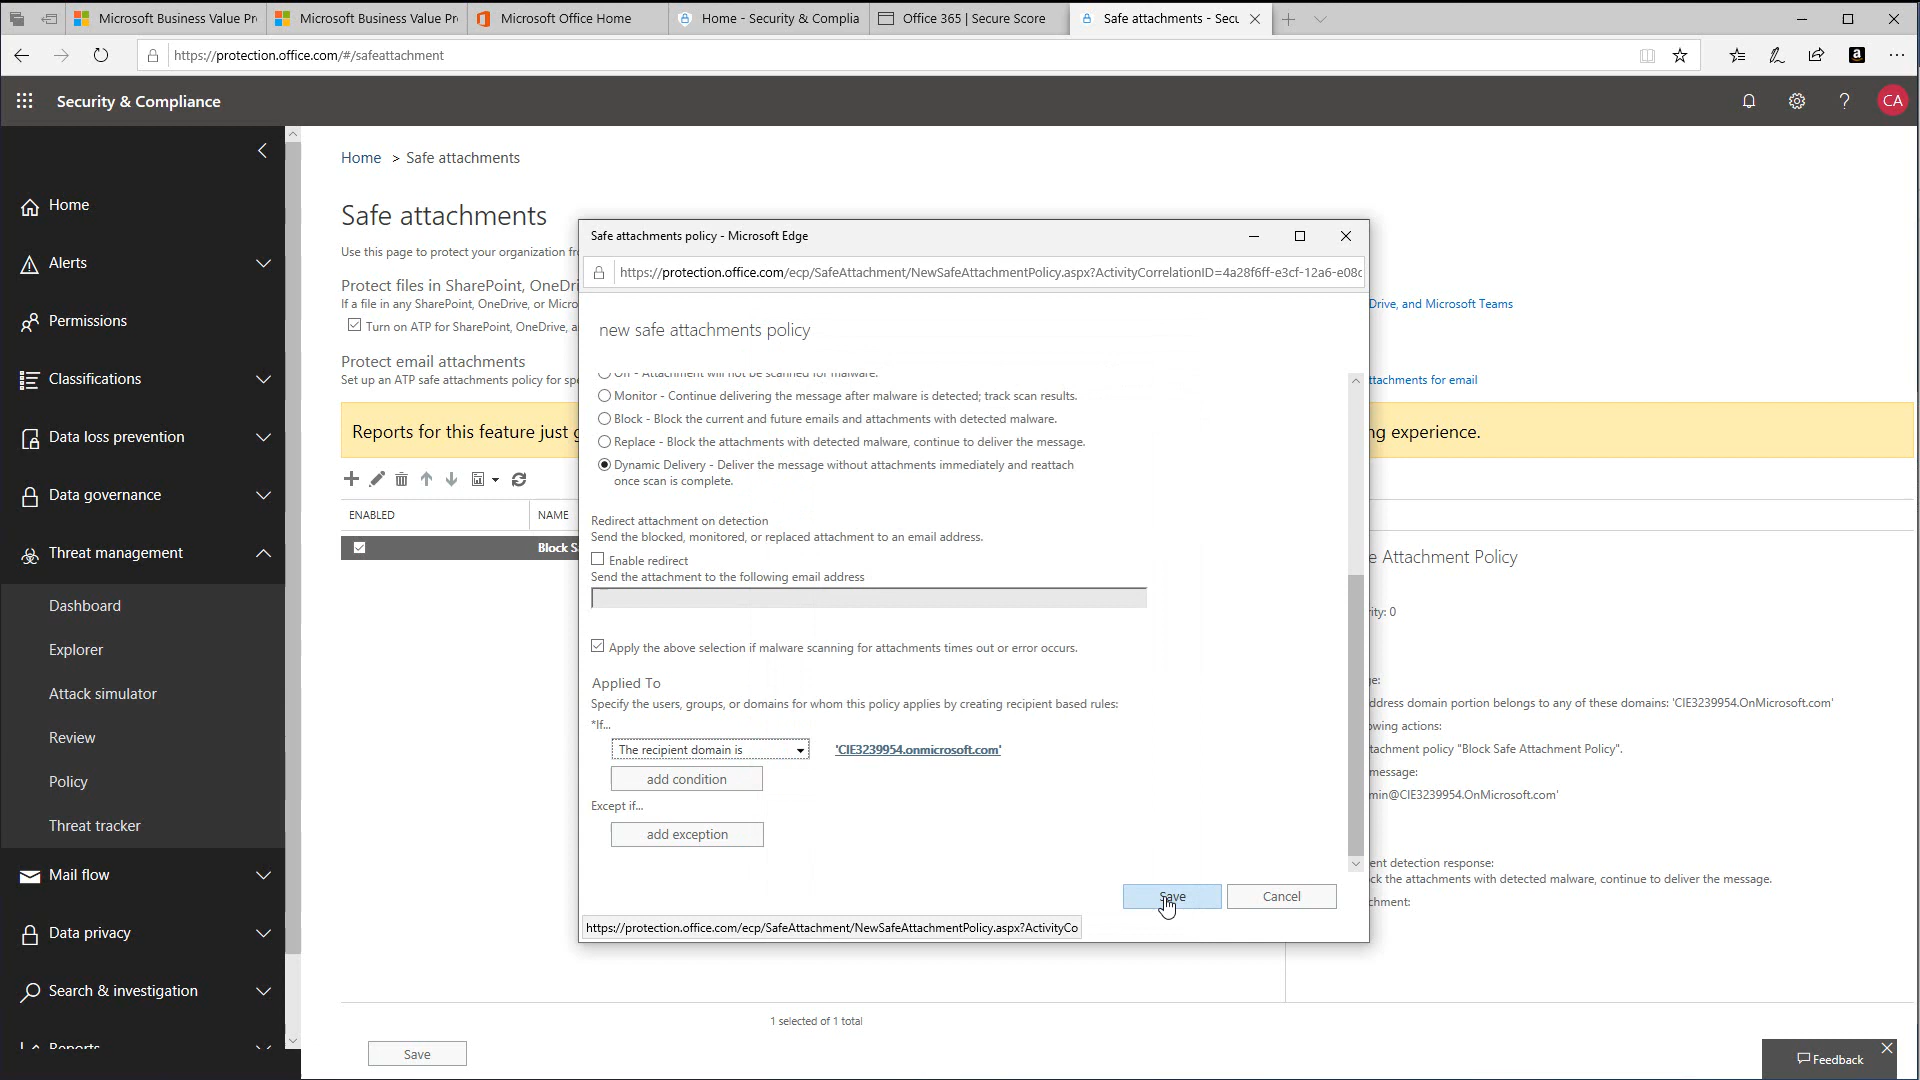 Microsoft Business Value Pr
Microsoft Business Value Pr
Microsoft Office Home
Home - Security & Complia
Office 365 | Secure Score
Safe attachments - Secu
https://protection.office.com/#/safeattachment
Security & Compliance
CA
Home
Alerts
Permissions
Classifications
Data loss prevention
Data governance
Threat management
Dashboard
Explorer
Attack simulator
Review
Policy
Threat tracker
Mail flow
Data privacy
Search & investigation
Reports
Home > Safe attachments
Safe attachments
Use this page to protect your organization fr
Protect files in SharePoint, OneDri
If a file in any SharePoint, OneDrive, or Micro
Drive, and Microsoft Teams
Turn on ATP for SharePoint, OneDrive, a
Protect email attachments
Set up an ATP safe attachments policy for spe
ttachments for email
Reports for this feature just g
ng experience.
ENABLED
NAME
Block S
Safe attachments policy - Microsoft Edge
https://protection.office.com/ecp/SafeAttachment/NewSafeAttachmentPolicy.aspx?ActivityCorrelationID=4a28f6ff-e3cf-12a6-e08c
new safe attachments policy
Off - Attachment will not be scanned for malware.
Monitor - Continue delivering the message after malware is detected; track scan results.
Block - Block the current and future emails and attachments with detected malware.
Replace - Block the attachments with detected malware, continue to deliver the message.
Dynamic Delivery - Deliver the message without attachments immediately and reattach
once scan is complete.
Redirect attachment on detection
Send the blocked, monitored, or replaced attachment to an email address.
Enable redirect
Send the attachment to the following email address
Apply the above selection if malware scanning for attachments times out or error occurs.
Applied To
Specify the users, groups, or domains for whom this policy applies by creating recipient based rules:
*If...
The recipient domain is
'CIE3239954.onmicrosoft.com'
add condition
Except if...
add exception
Save
Cancel
https://protection.office.com/ecp/SafeAttachment/NewSafeAttachmentPolicy.aspx?ActivityCo
e Attachment Policy
rity: 0
ge:
ddress domain portion belongs to any of these domains: 'CIE3239954.OnMicrosoft.com'
owing actions:
ttachment policy "Block Safe Attachment Policy".
message:
min@CIE3239954.OnMicrosoft.com'
ent detection response:
ck the attachments with detected malware, continue to deliver the message.
chment:
1 selected of 1 total
Save
Feedback